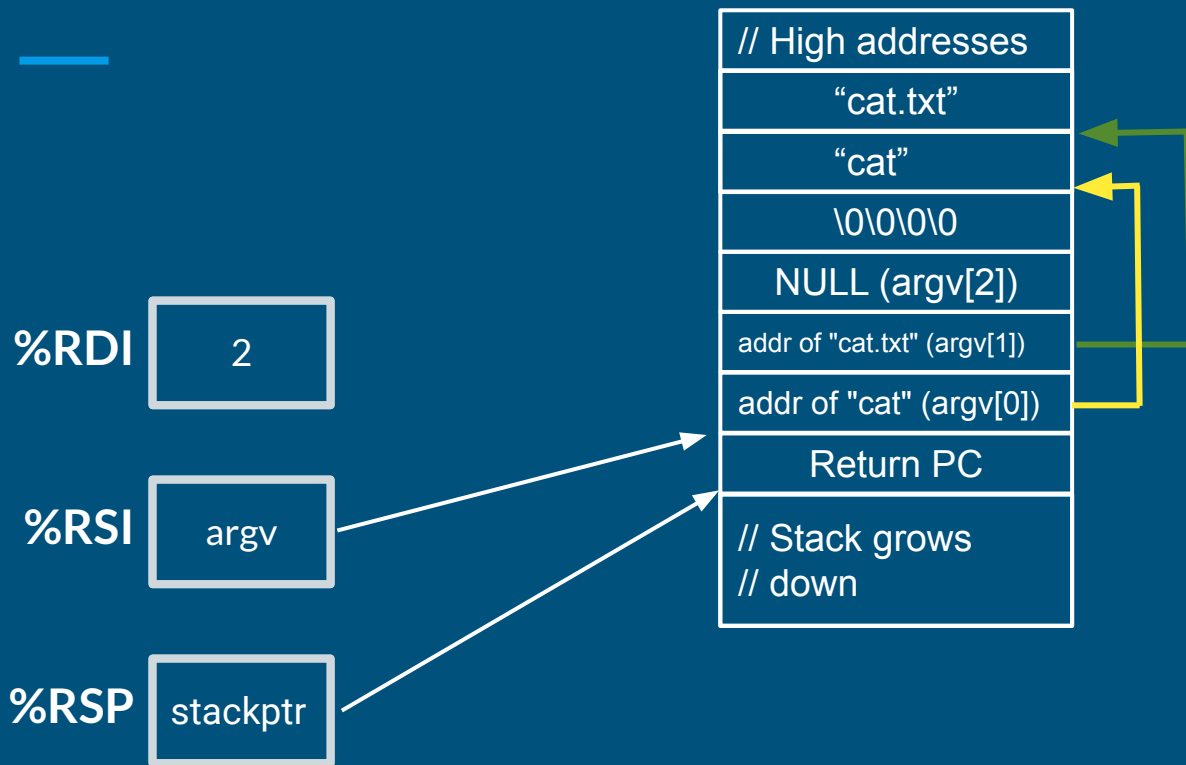 // High addresses
“cat.txt”
“cat”
\0\0\0\0
NULL (argv[2])
addr of "cat.txt" (argv[1])
addr of "cat" (argv[0])
Return PC
// Stack grows
// down
%RDI 2
%RSI argv
%RSP stackptr